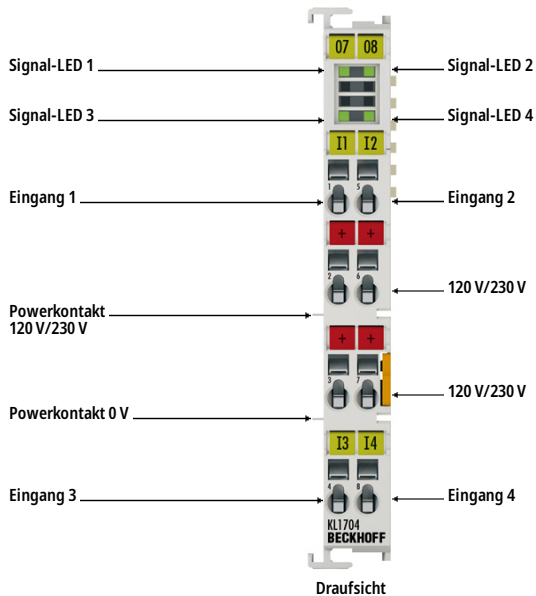 07 08
Signal-LED 1
Signal-LED 2
Signal-LED 3
Signal-LED 4
I1 I2
1 5
Eingang 1
Eingang 2
+ +
2 6
120 V/230 V
Powerkontakt
120 V/230 V
+ +
3 7
120 V/230 V
Powerkontakt 0 V
I3 I4
4 8
Eingang 3
Eingang 4
KL1704
BECKHOFF
Draufsicht